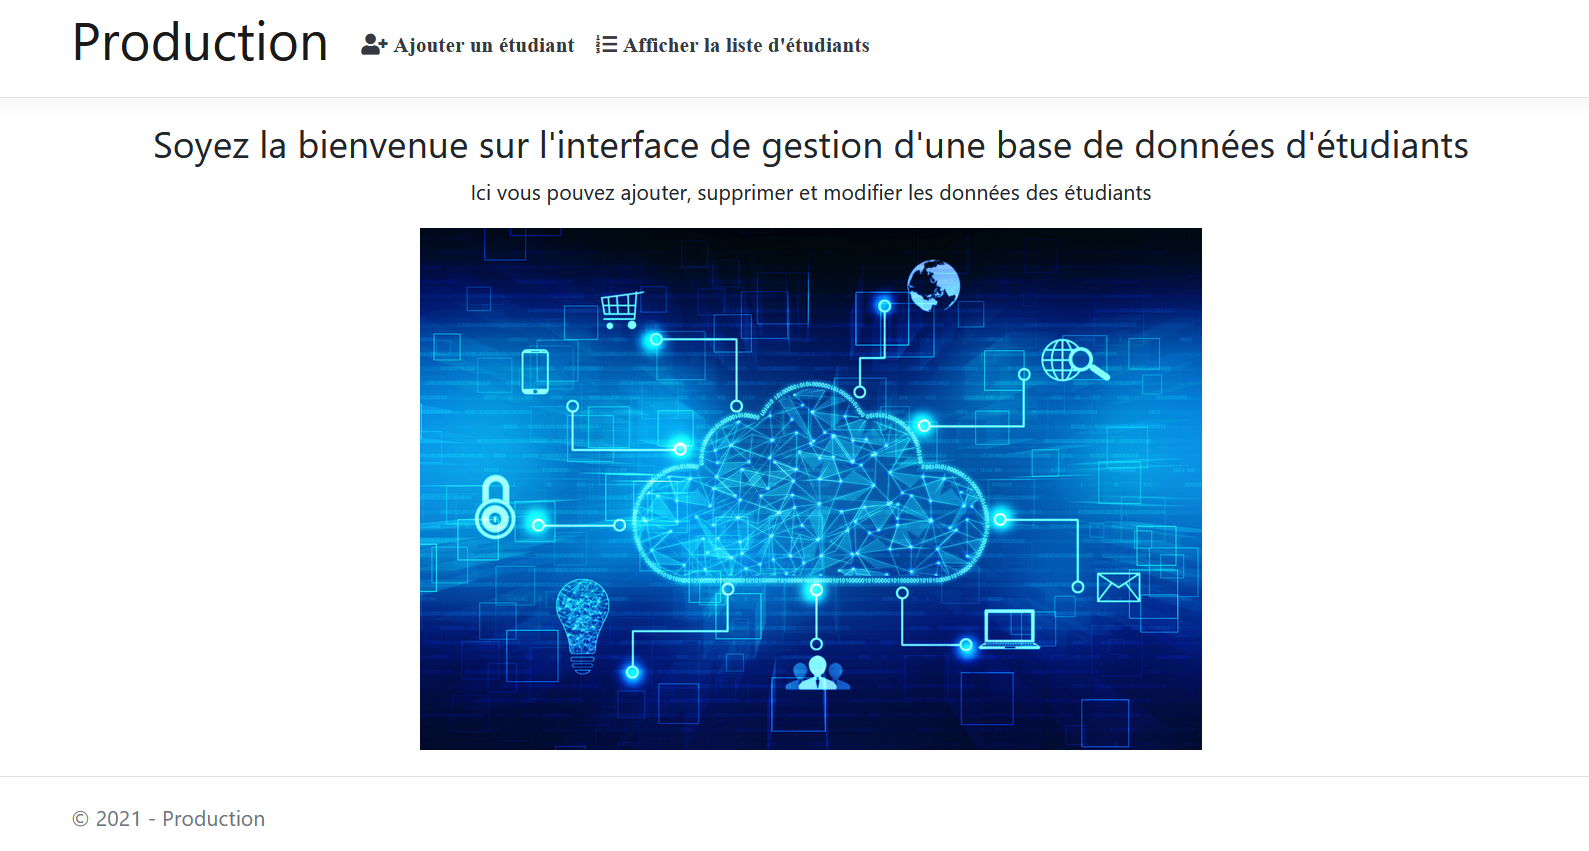 Production
Ajouter un étudiant
Afficher la liste d'étudiants
Soyez la bienvenue sur l'interface de gestion d'une base de données d'étudiants
Ici vous pouvez ajouter, supprimer et modifier les données des étudiants
© 2021 - Production